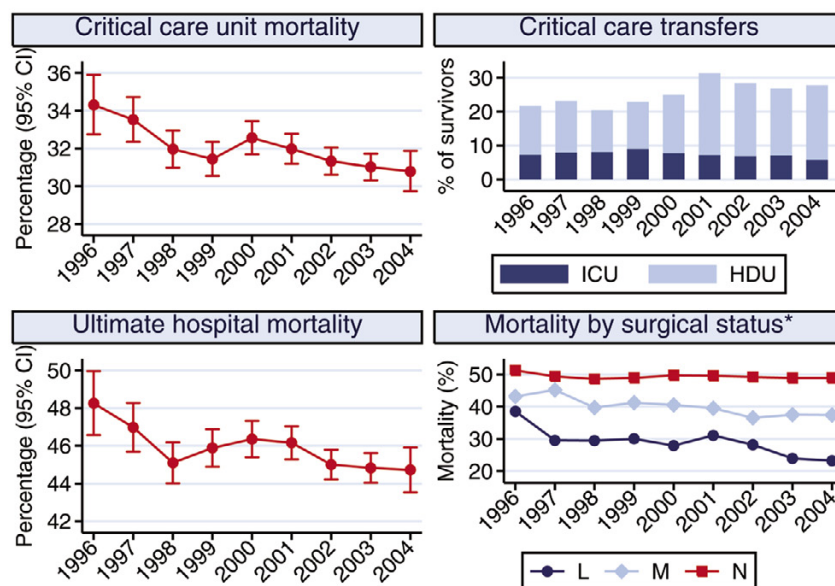 Critical care unit mortality
Percentage (95% CI)
36
34
32
30
28
1996 1997 1998 1999 2000 2001 2002 2003 2004
Critical care transfers
% of survivors
30
20
10
0
1996 1997 1998 1999 2000 2001 2002 2003 2004
ICU HDU
Ultimate hospital mortality
Percentage (95% CI)
50
48
46
44
42
1996 1997 1998 1999 2000 2001 2002 2003 2004
Mortality by surgical status*
Mortality (%)
50
40
30
20
1996 1997 1998 1999 2000 2001 2002 2003 2004
L M N